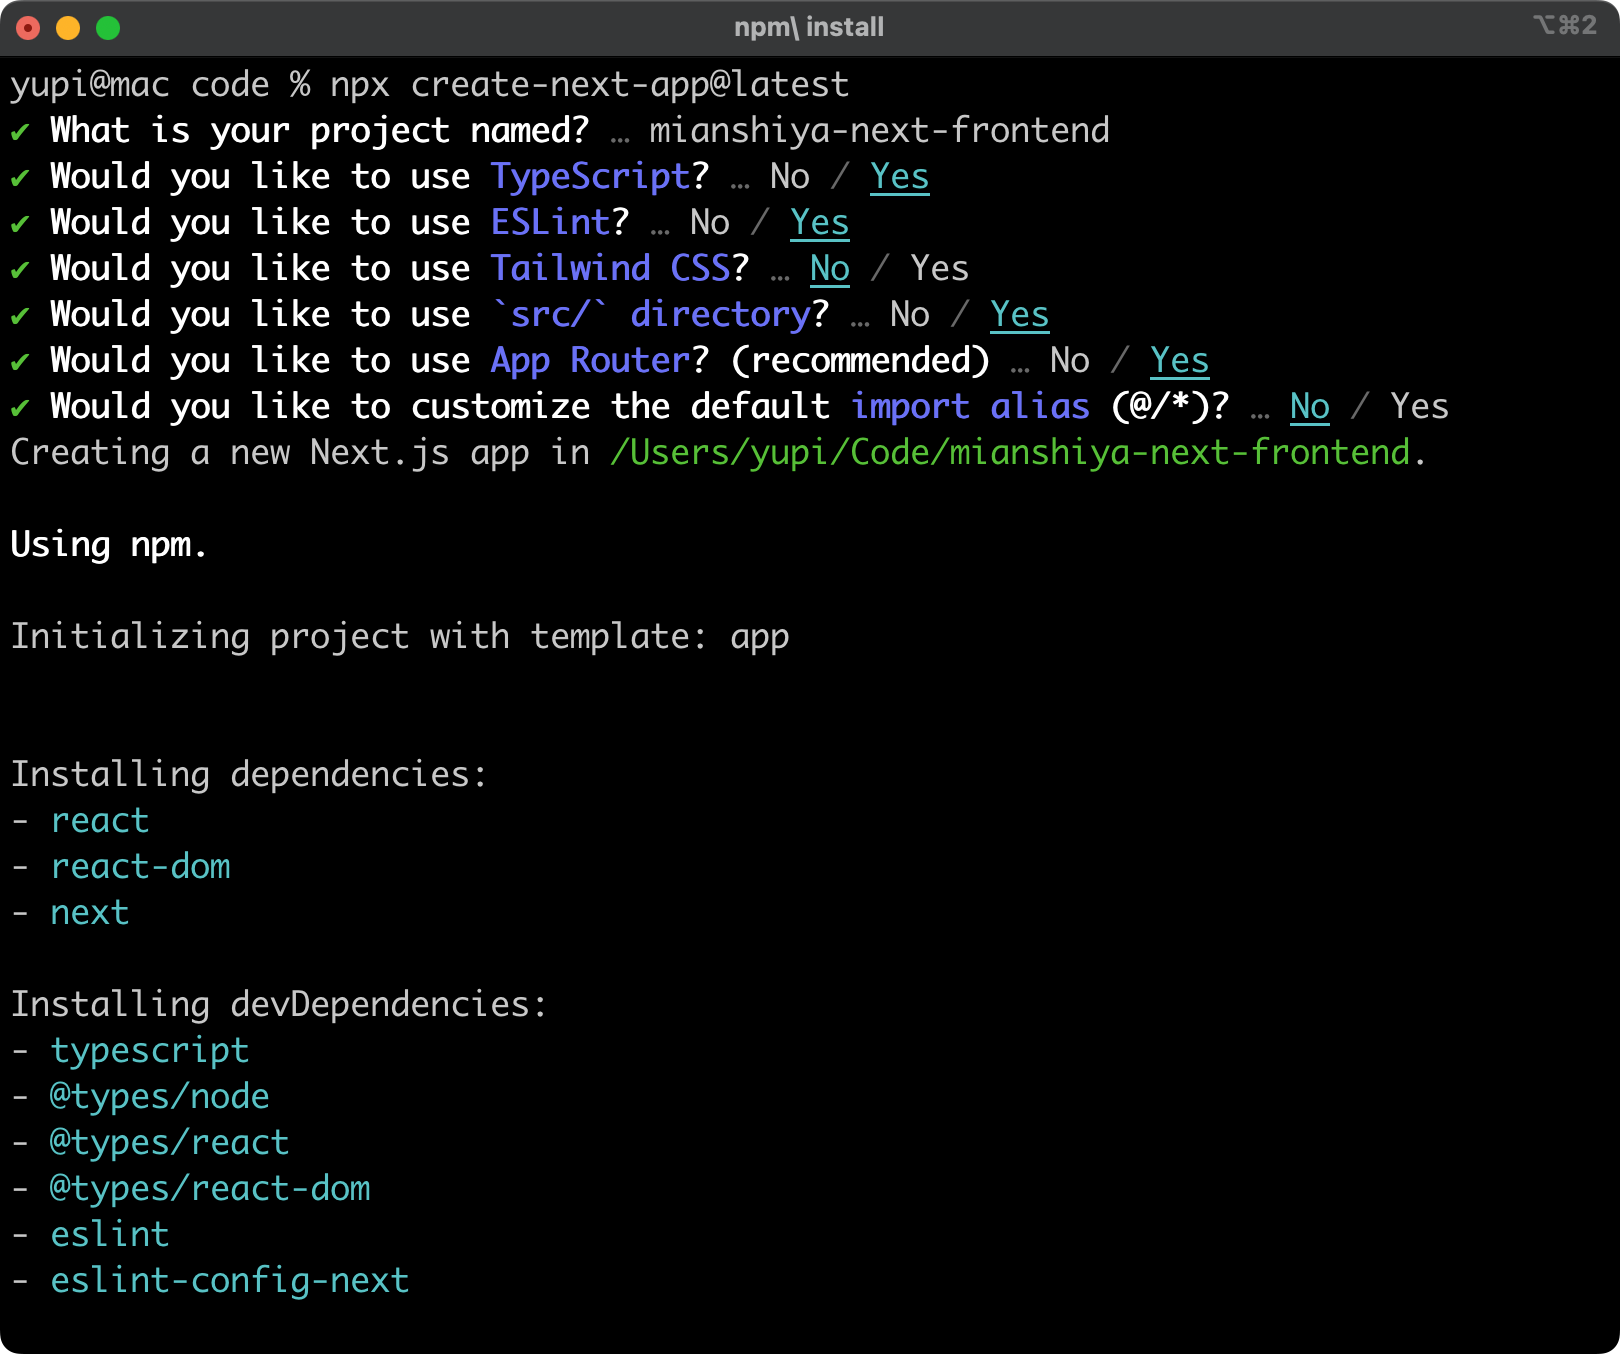 npm\ install
⌥⌘2
yupi@mac code % npx create-next-app@latest
✔ What is your project named? … mianshiya-next-frontend
✔ Would you like to use TypeScript? … No / Yes
✔ Would you like to use ESLint? … No / Yes
✔ Would you like to use Tailwind CSS? … No / Yes
✔ Would you like to use `src/` directory? … No / Yes
✔ Would you like to use App Router? (recommended) … No / Yes
✔ Would you like to customize the default import alias (@/*)? … No / Yes
Creating a new Next.js app in /Users/yupi/Code/mianshiya-next-frontend.
Using npm.
Initializing project with template: app
Installing dependencies:
- react
- react-dom
- next
Installing devDependencies:
- typescript
- @types/node
- @types/react
- @types/react-dom
- eslint
- eslint-config-next